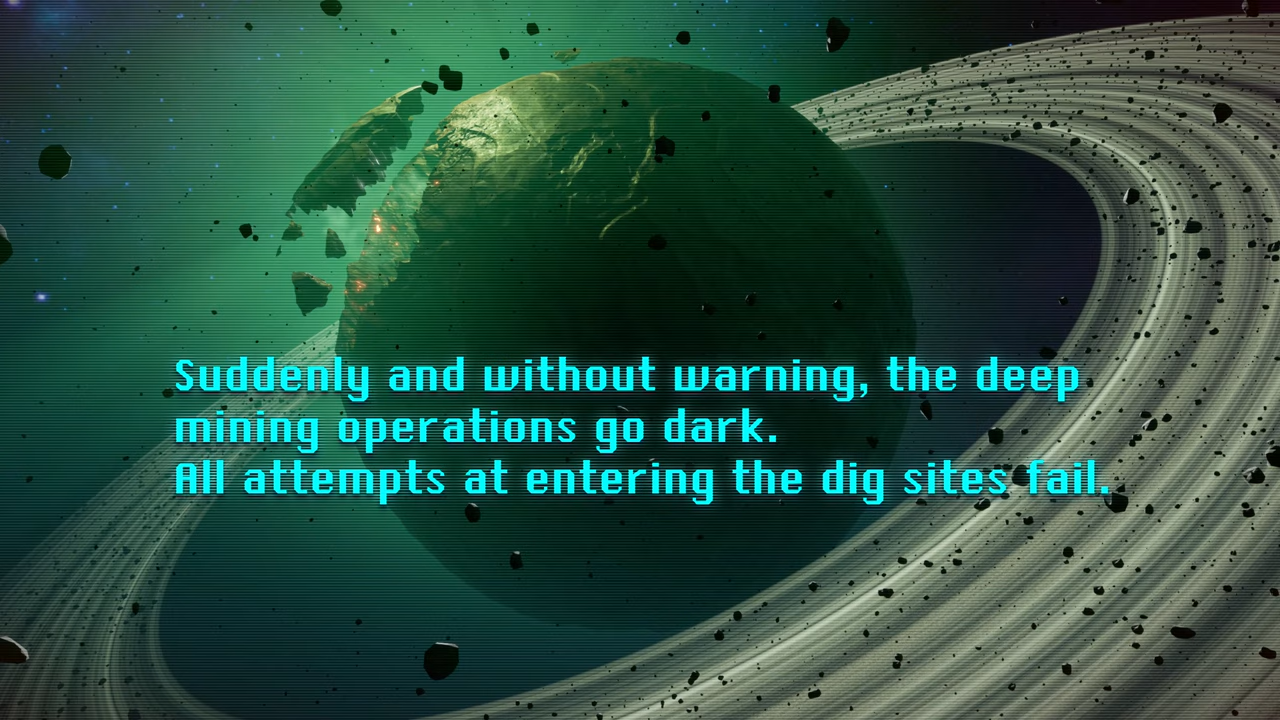 Suddenly and without warning, the deep
mining operations go dark.
All attempts at entering the dig sites fail.